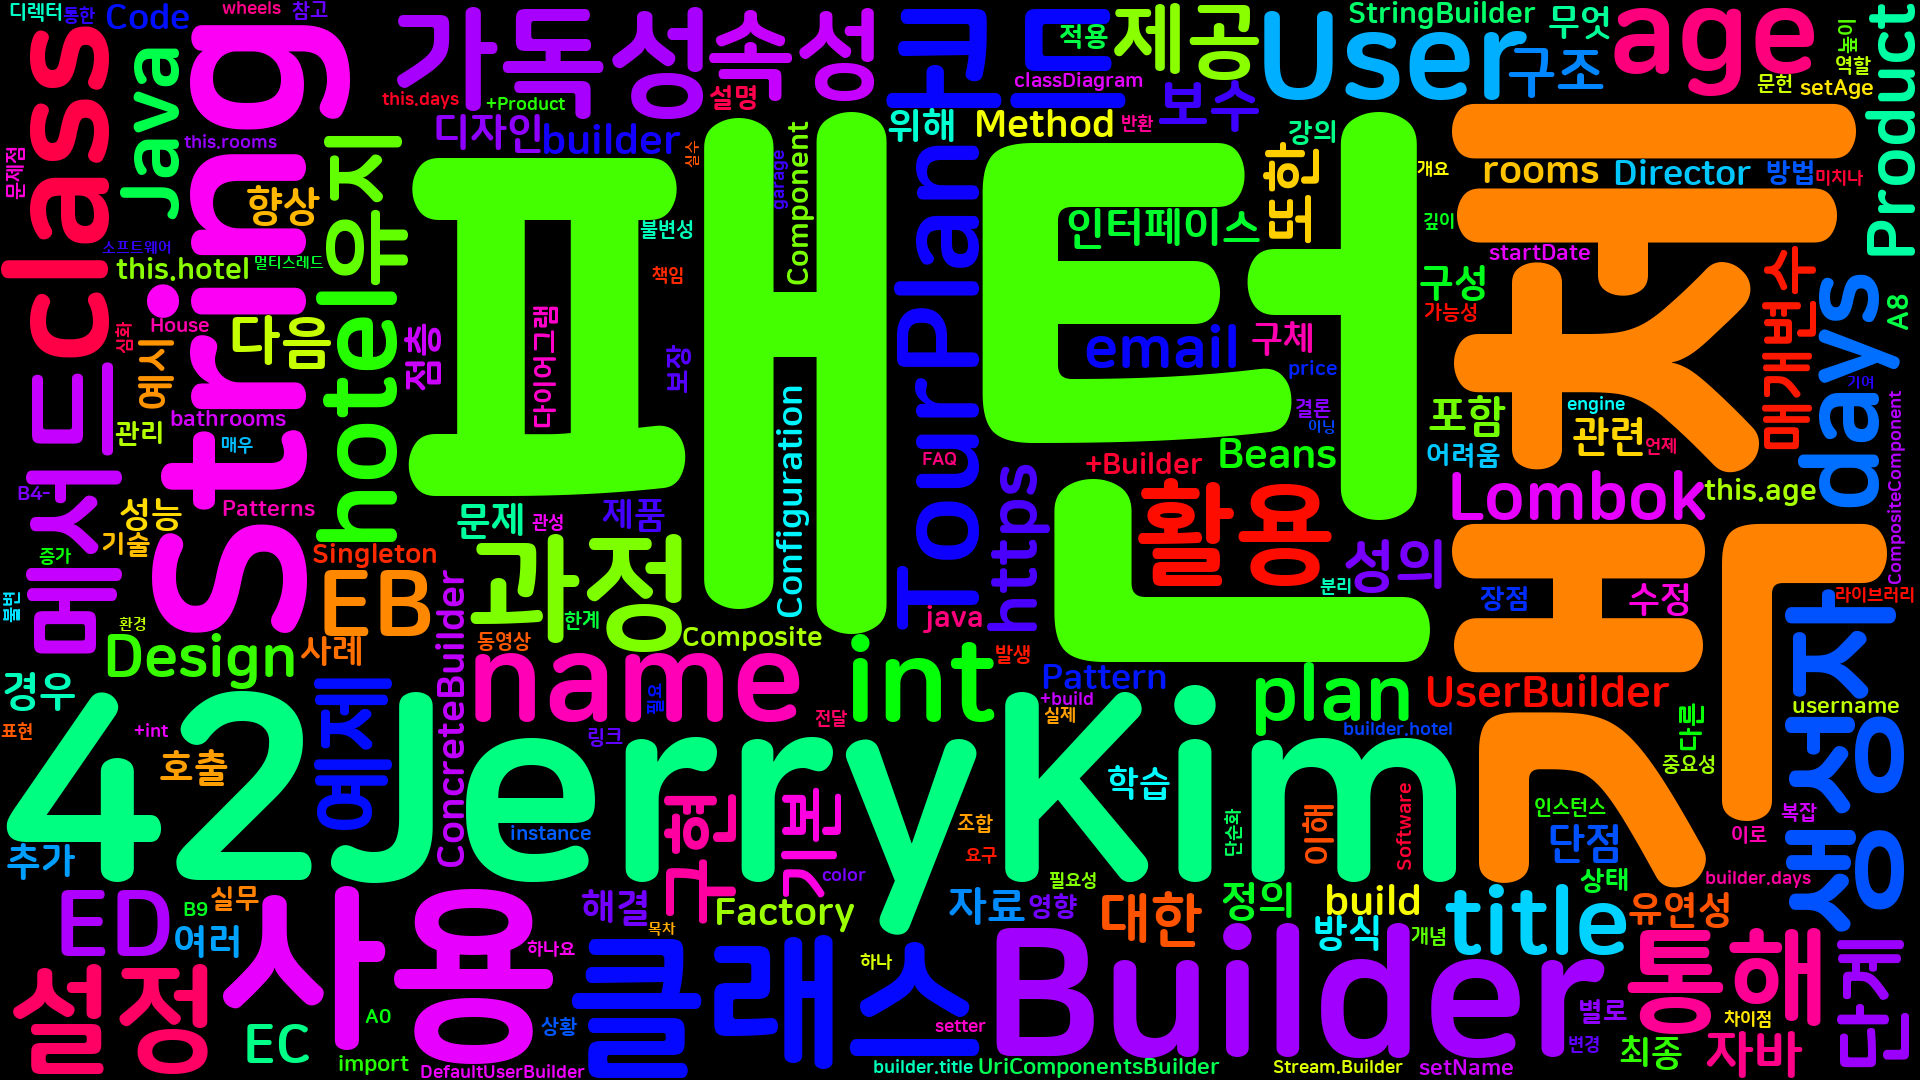 디렉터
통한
Code
wheels
참고
class
Java
String
가독성
속성
코드
적용
제공
User
StringBuilder
무엇
구조
age
높이
역할
문헌
setAge
Product
this.days
+Product
설명
classDiagram
보수
문제점
this.rooms
향상
유지
디자인
builder
실수
위해
Method
반환
강의
또한
개요
rooms
Director
방법
미치나
소프트웨어
this.hotel
멀티스레드
패턴
불변성
책임
garage
Component
TourPlan
인터페이스
깊이
startDate
객체
매개변수
days
A8
심화
House
예시
다음
hotel
점층
다이어그램
보장
email
구체
구성
가능성
price
기여
메서드
bathrooms
관리
매우
Configuration
결론
이닝
포함
어려움
engine
관련
언제
CompositeComponent
B4-
성능
기술
Patterns
문제
관성
제품
FAQ
https
+Builder
Beans
활용
성의
Lombok
this.age
증가
불변
환경
Singleton
EB
과정
한계
동영상
java
Composite
발생
분리
장점
수정
라이브러리
생성자
Design
사례
경우
표현
+int
호출
예제
ConcreteBuilder
name
필요
링크
int
전달
+build
실제
Pattern
plan
builder.hotel
UserBuilder
다른
중요성
username
42JerryKim
추가
instance
구현
기본
color
조합
요구
학습
단순화
이해
Software
인스턴스
단점
이로
복잡
builder.days
상태
ED
B9
실무
여러
설정
EC
A0
import
사용
하나요
상황
해결
목차
Factory
클래스
자료
영향
필요성
하나
대한
정의
방식
build
개념
title
유연성
통해
단계
Builder
별로
변경
차이점
최종
자바
setter
DefaultUserBuilder
builder.title
UriComponentsBuilder
Stream.Builder
setName